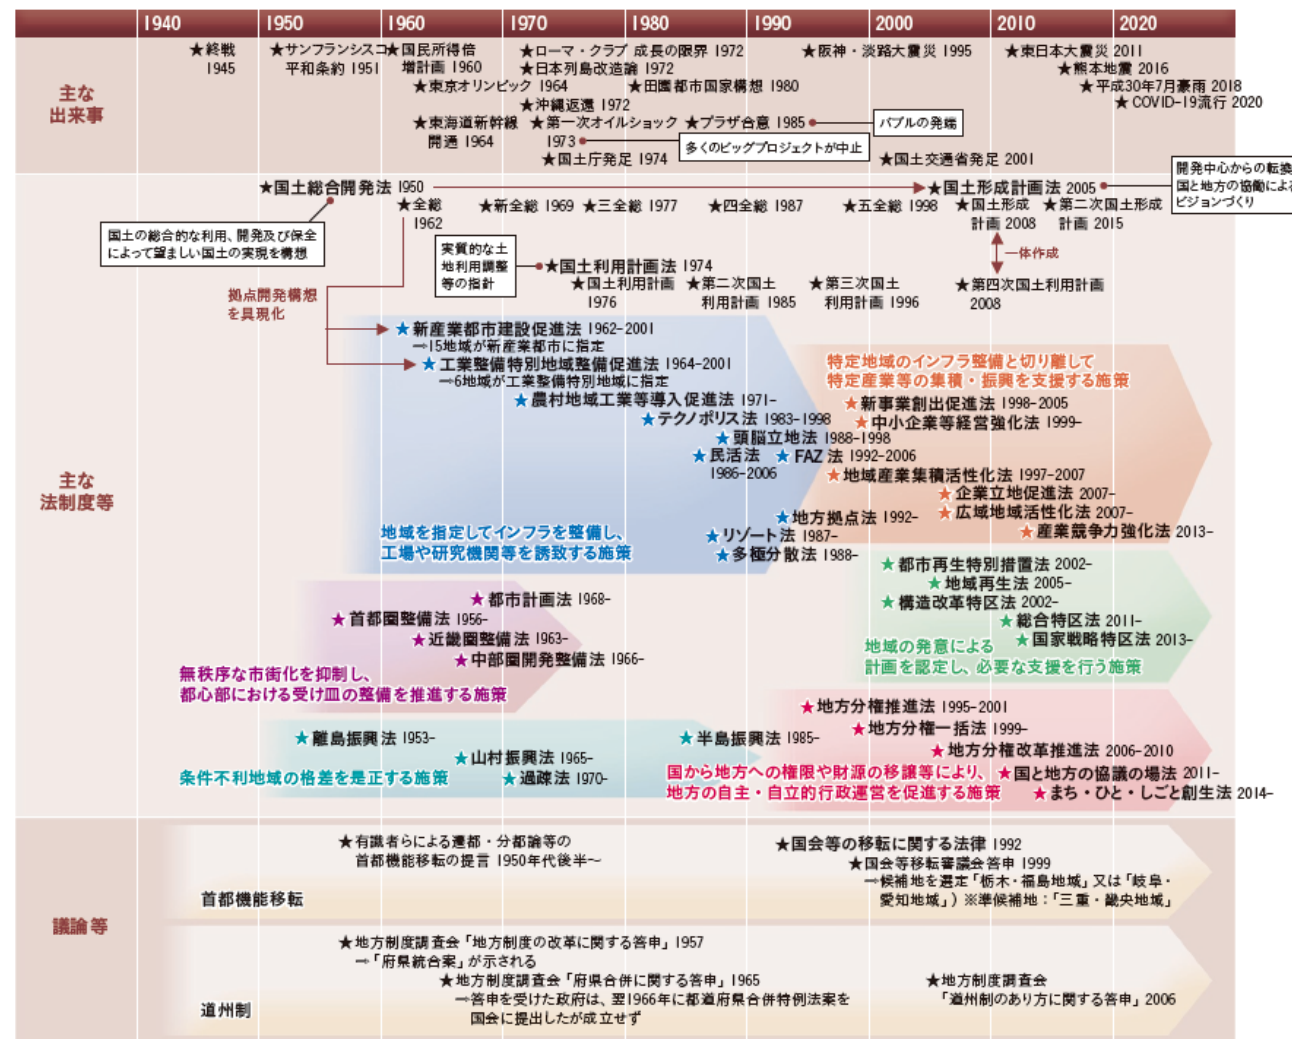 1940 1950 1960 1970 1980 1990 2000 2010 2020
主な
出来事
★終戦
1945
★サンフランシスコ
平和条約 1951
★国民所得倍
増計画 1960
★東京オリンピック 1964
★東海道新幹線
開通 1964
★ローマ・クラブ 成長の限界 1972
★日本列島改造論 1972
★田園都市国家構想 1980
★沖縄返還 1972
★第一次オイルショック
1973
多くのビッグプロジェクトが中止
★国土庁発足 1974
★プラザ合意 1985
バブルの発端
★阪神・淡路大震災 1995
★国土交通省発足 2001
★東日本大震災 2011
★熊本地震 2016
★平成30年7月豪雨 2018
★COVID-19流行 2020
主な
法制度等
★国土総合開発法 1950
国土の総合的な利用、開発及び保全
によって望ましい国土の実現を構想
★国土形成計画法 2005
開発中心からの転換
国と地方の協働による
ビジョンづくり
★全総
1962
★新全総 1969
★三全総 1977
★四全総 1987
★五全総 1998
★国土形成
計画 2008
★第二次国土形成
計画 2015
一体作成
実質的な土
地利用調整
等の指針
★国土利用計画法 1974
★国土利用計画
1976
★第二次国土
利用計画 1985
★第三次国土
利用計画 1996
★第四次国土利用計画
2008
拠点開発構想
を具現化
★新産業都市建設促進法 1962-2001
→15地域が新産業都市に指定
★工業整備特別地域整備促進法 1964-2001
→6地域が工業整備特別地域に指定
★農村地域工業等導入促進法 1971-
★テクノポリス法 1983-1998
★頭脳立地法 1988-1998
★民活法
1986-2006
★FAZ 法 1992-2006
★地方拠点法 1992-
★リゾート法 1987-
★多極分散法 1988-
地域を指定してインフラを整備し、
工場や研究機関等を誘致する施策
特定地域のインフラ整備と切り離して
特定産業等の集積・振興を支援する施策
★新事業創出促進法 1998-2005
★中小企業等経営強化法 1999-
★地域産業集積活性化法 1997-2007
★企業立地促進法 2007-
★広域地域活性化法 2007-
★産業競争力強化法 2013-
★都市計画法 1968-
★首都圏整備法 1956-
★近畿圏整備法 1963-
★中部圏開発整備法 1966-
無秩序な市街化を抑制し、
都心部における受け皿の整備を推進する施策
★都市再生特別措置法 2002-
★地域再生法 2005-
★構造改革特区法 2002-
★総合特区法 2011-
★国家戦略特区法 2013-
地域の発意による
計画を認定し、必要な支援を行う施策
★離島振興法 1953-
★山村振興法 1965-
★過疎法 1970-
★半島振興法 1985-
条件不利地域の格差を是正する施策
★地方分権推進法 1995-2001
★地方分権一括法 1999-
★地方分権改革推進法 2006-2010
★国と地方の協議の場法 2011-
★まち・ひと・しごと創生法 2014-
国から地方への権限や財源の移譲等により、
地方の自主・自立的行政運営を促進する施策
議論等
首都機能移転
★有識者らによる遷都・分都論等の
首都機能移転の提言 1950年代後半〜
★国会等の移転に関する法律 1992
★国会等移転審議会答申 1999
→候補地を選定「栃木・福島地域」又は「岐阜・
愛知地域」）※準候補地：「三重・畿央地域」
道州制
★地方制度調査会「地方制度の改革に関する答申」1957
→「府県統合案」が示される
★地方制度調査会「府県合併に関する答申」1965
→答申を受けた政府は、翌1966年に都道府県合併特例法案を
国会に提出したが成立せず
★地方制度調査会
「道州制のあり方に関する答申」2006